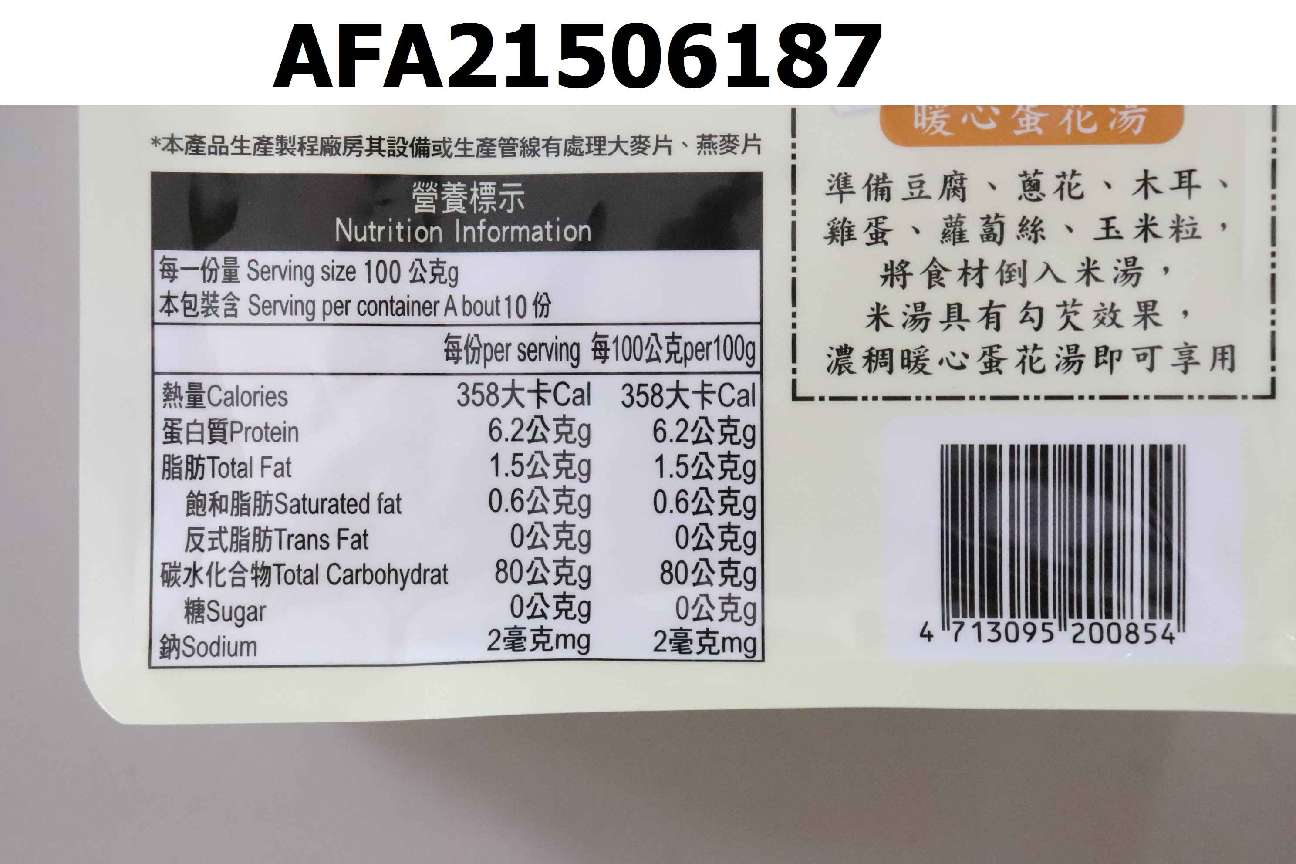 AFA21506187
*本產品生產製程廠房其設備或生產管線有處理大麥片、燕麥片
營養標示
Nutrition Information
每一份量 Serving size 100 公克g
本包裝含 Serving per container A bout 10 份
每份per serving 每100公克per100g
熱量Calories 358大卡Cal 358大卡Cal
蛋白質Protein 6.2公克g 6.2公克g
脂肪Total Fat 1.5公克g 1.5公克g
飽和脂肪Saturated fat 0.6公克g 0.6公克g
反式脂肪Trans Fat 0公克g 0公克g
碳水化合物Total Carbohydrat 80公克g 80公克g
糖Sugar 0公克g 0公克g
鈉Sodium 2毫克mg 2毫克mg
暖心蛋花湯
準備豆腐、蔥花、木耳、
雞蛋、蘿蔔絲、玉米粒，
將食材倒入米湯，
米湯具有勾芡效果，
濃稠暖心蛋花湯即可享用
4 713095 200854